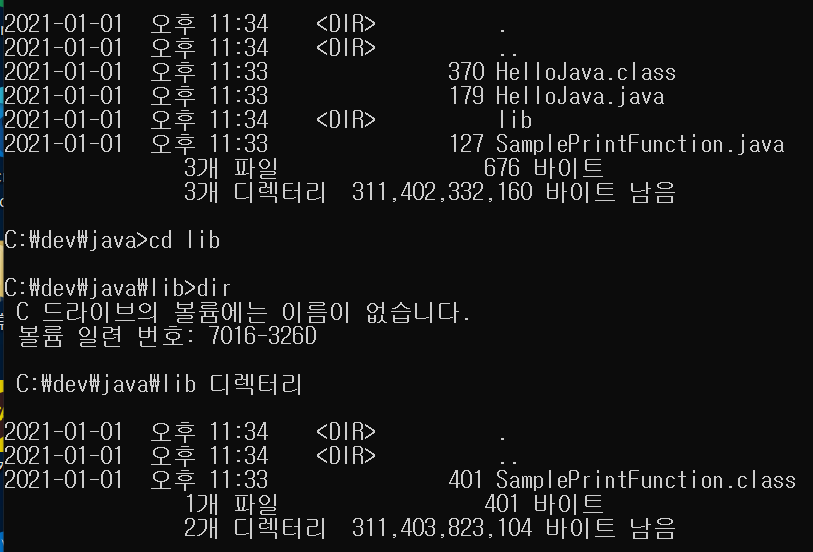 2021-01-01  오후 11:34    <DIR>          .
2021-01-01  오후 11:34    <DIR>          ..
2021-01-01  오후 11:33               370 HelloJava.class
2021-01-01  오후 11:33               179 HelloJava.java
2021-01-01  오후 11:34    <DIR>          lib
2021-01-01  오후 11:33               127 SamplePrintFunction.java
3개 파일                 676 바이트
3개 디렉터리  311,402,332,160 바이트 남음
C:₩dev₩java>cd lib
C:₩dev₩java₩lib>dir
C 드라이브의 볼륨에는 이름이 없습니다.
볼륨 일련 번호: 7016-326D
C:₩dev₩java₩lib 디렉터리
2021-01-01  오후 11:34    <DIR>          .
2021-01-01  오후 11:34    <DIR>          ..
2021-01-01  오후 11:33               401 SamplePrintFunction.class
1개 파일                 401 바이트
2개 디렉터리  311,403,823,104 바이트 남음